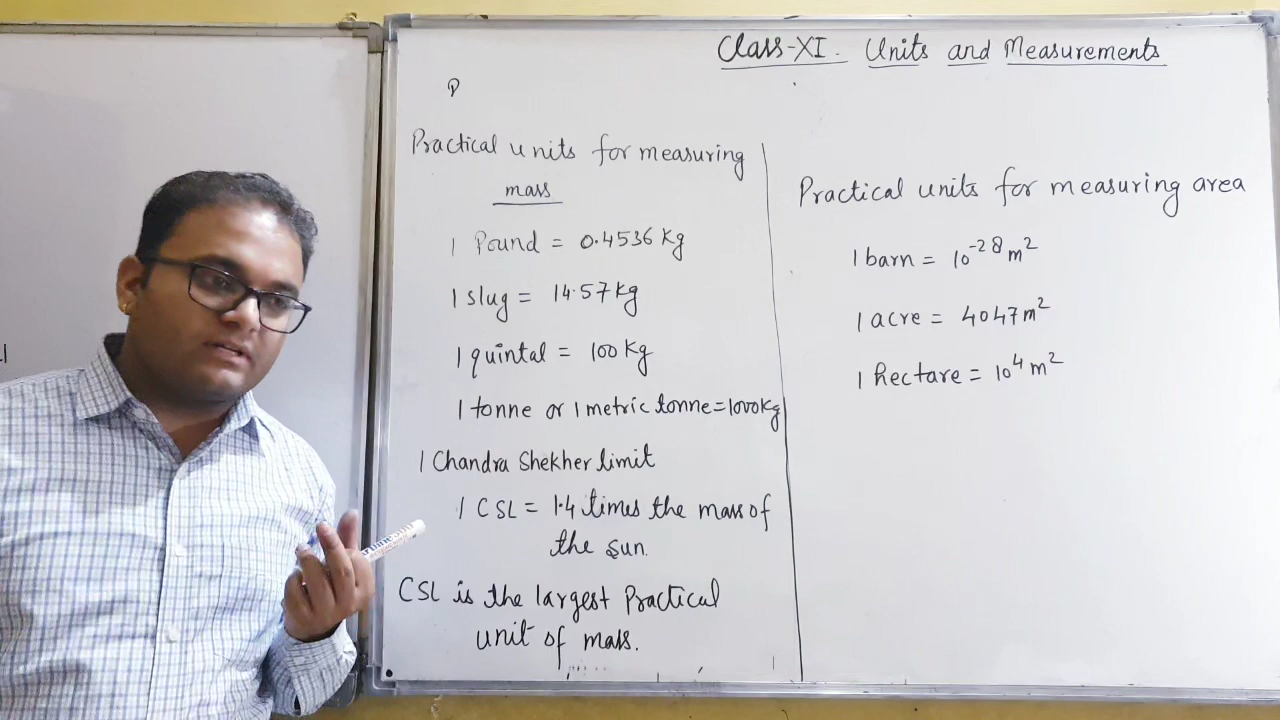 Class-XI. Units and Measurements
Practical units for measuring
mass
1 Pound = 0.4536 Kg
1 slug = 14.57 Kg
1 quintal = 100 Kg
1 tonne or 1 metric tonne=1000kg
1 Chandra Shekher limit
1 CSL = 1.4 times the mass of
the sun.
CSL is the largest Practical
unit of mass.
Practical units for measuring area
1 barn = 10⁻²⁸ m²
1 acre = 4047 m²
1 hectare = 10⁴ m²